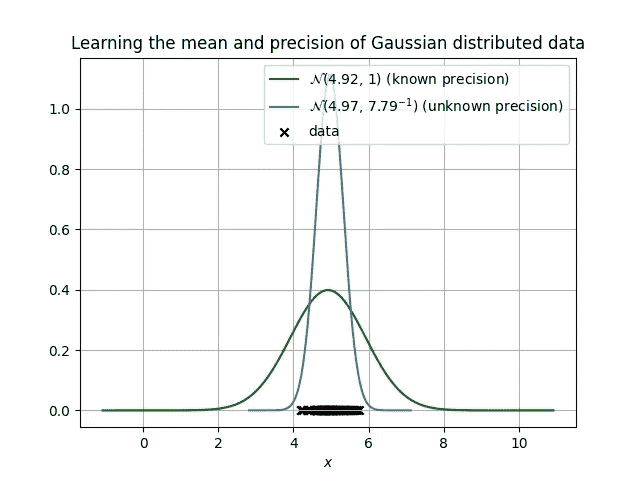 Learning the mean and precision of Gaussian distributed data
𝒩(4.92, 1) (known precision)
𝒩(4.97, 7.79⁻¹) (unknown precision)
data
1.0
0.8
0.6
0.4
0.2
0.0
0 2 4 6 8 10
x